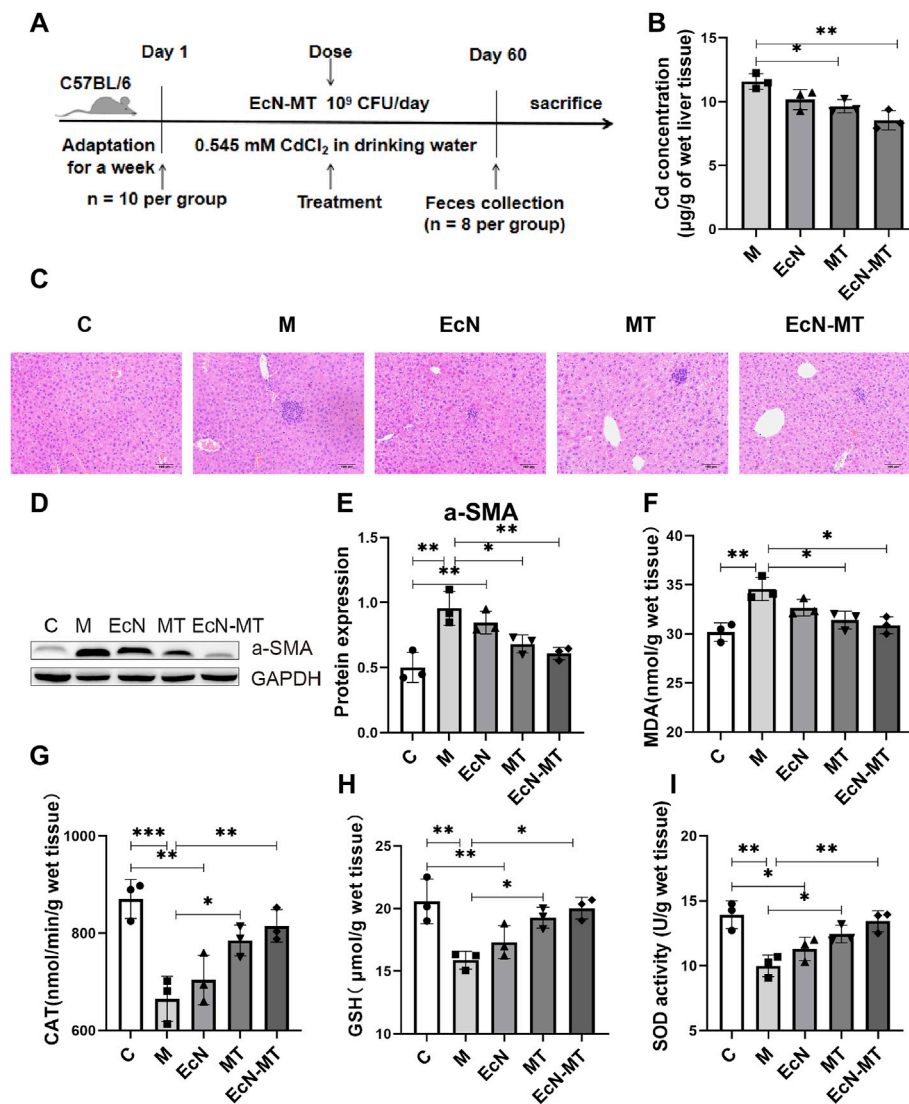 A
Day 1
Dose
Day 60
C57BL/6
EcN-MT 10⁹ CFU/day
sacrifice
Adaptation
for a week
0.545 mM CdCl₂ in drinking water
n = 10 per group
Treatment
Feces collection
(n = 8 per group)
B
Cd concentration
(µg/g of wet liver tissue)
15
10
5
0
*
**
M
EcN
MT
EcN-MT
C
C
M
EcN
MT
EcN-MT
D
C
M
EcN
MT
EcN-MT
a-SMA
GAPDH
E
a-SMA
Protein expression
1.5
1.0
0.5
0.0
**
**
*
**
C
M
EcN
MT
EcN-MT
F
MDA(nmol/g wet tissue)
40
35
30
25
20
**
*
*
C
M
EcN
MT
EcN-MT
G
CAT(nmol/min/g wet tissue)
1000
800
600
***
**
**
*
C
M
EcN
MT
EcN-MT
H
GSH( µmol/g wet tissue)
25
20
15
10
**
*
**
*
C
M
EcN
MT
EcN-MT
I
SOD activity (U/g wet tissue)
20
15
10
5
**
**
*
*
C
M
EcN
MT
EcN-MT